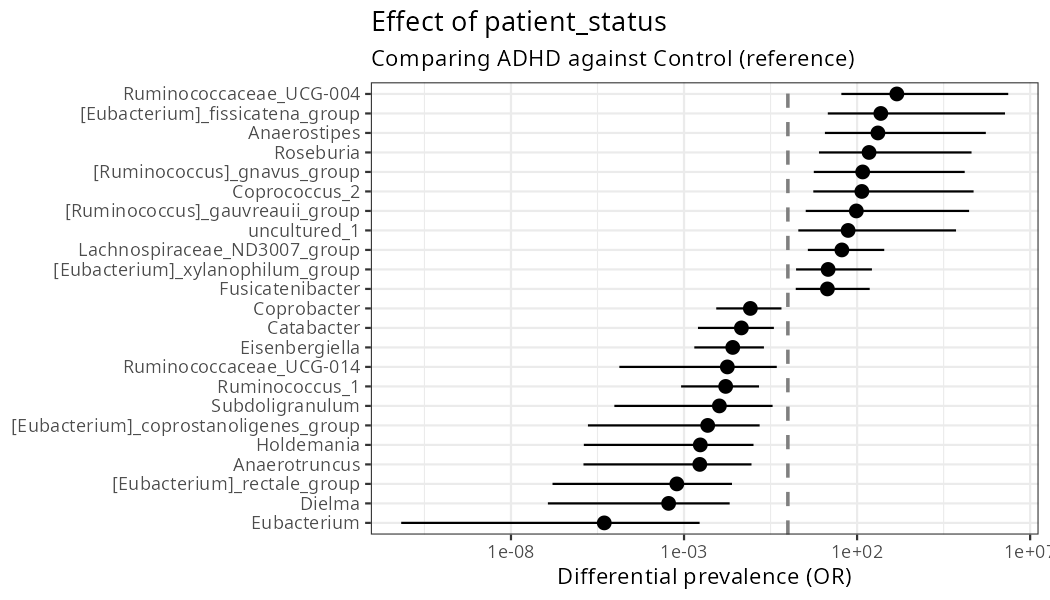 Effect of patient_status
Comparing ADHD against Control (reference)
Ruminococcaceae_UCG-004
[Eubacterium]_fissicatena_group
Anaerostipes
Roseburia
[Ruminococcus]_gnavus_group
Coprococcus_2
[Ruminococcus]_gauvreauii_group
uncultured_1
Lachnospiraceae_ND3007_group
[Eubacterium]_xylanophilum_group
Fusicatenibacter
Coprobacter
Catabacter
Eisenbergiella
Ruminococcaceae_UCG-014
Ruminococcus_1
Subdoligranulum
[Eubacterium]_coprostanoligenes_group
Holdemania
Anaerotruncus
[Eubacterium]_rectale_group
Dielma
Eubacterium
1e-08 1e-03 1e+02 1e+07
Differential prevalence (OR)